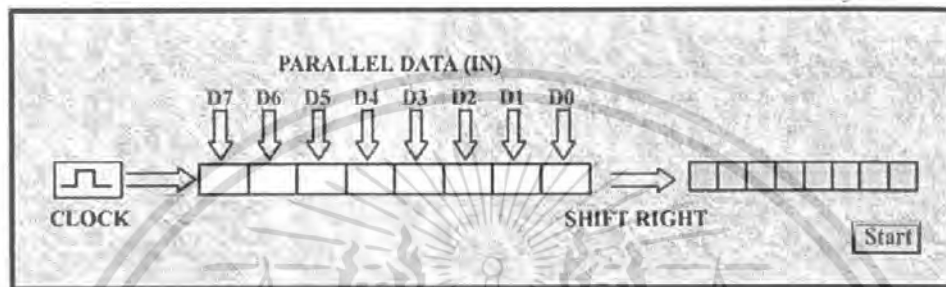 PARALLEL DATA (IN)
D7 D6 D5 D4 D3 D2 D1 D0
CLOCK
SHIFT RIGHT
Start